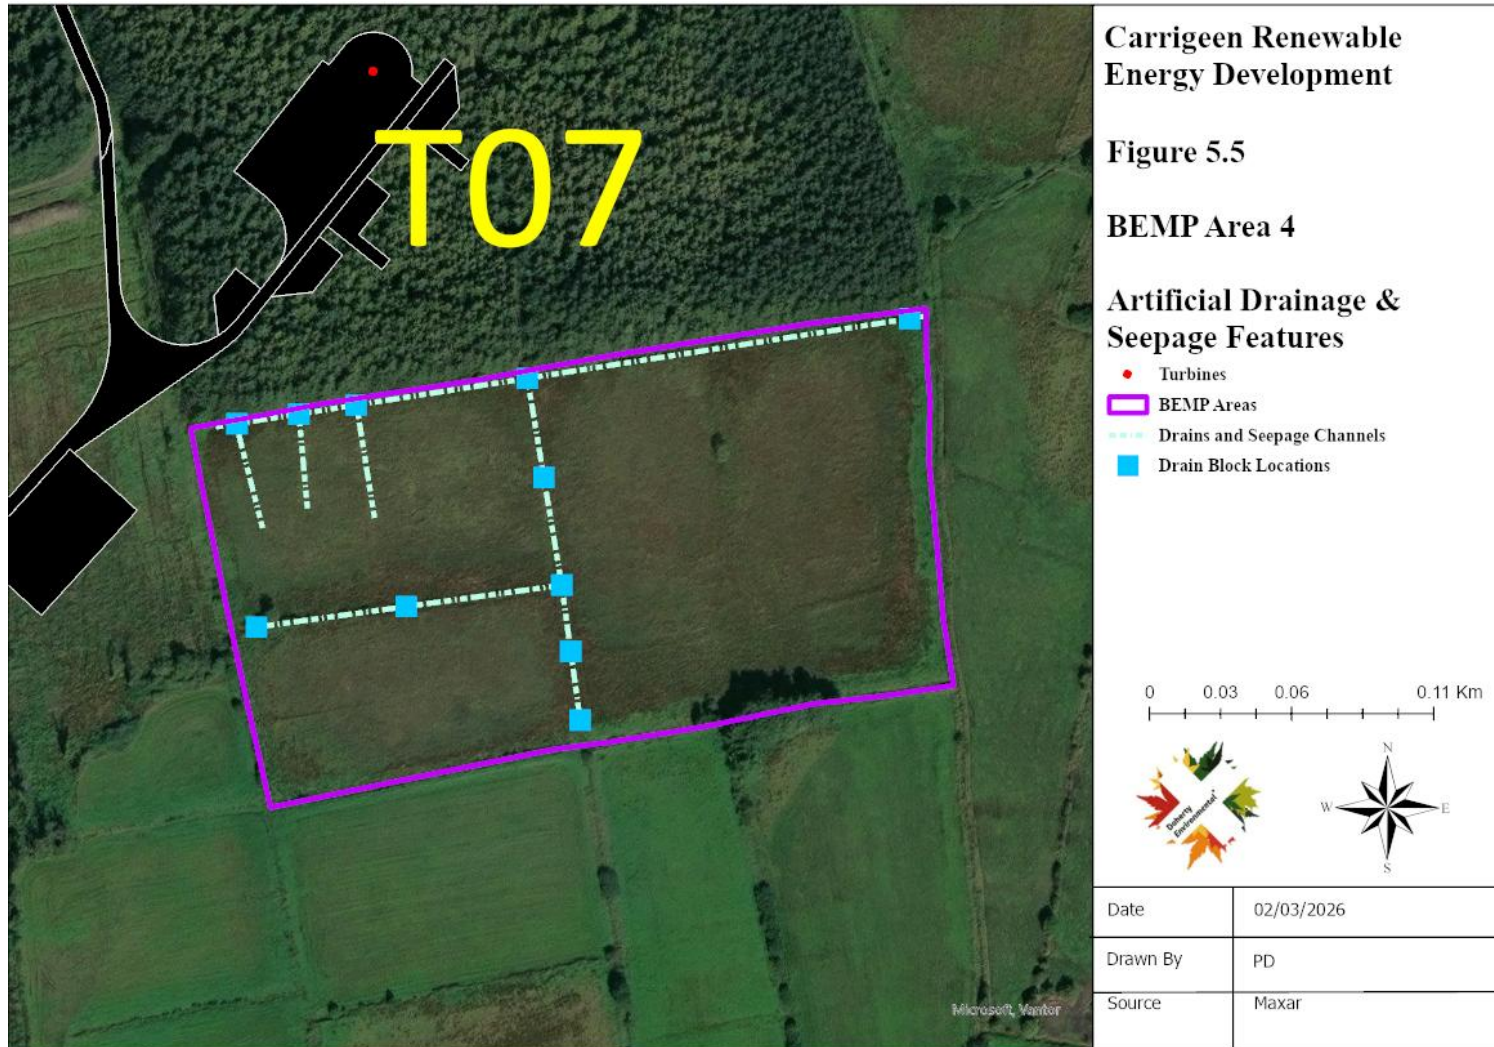 T07
Carrigeen Renewable
Energy Development
Figure 5.5
BEMP Area 4
Artificial Drainage &
Seepage Features
Turbines
BEMP Areas
Drains and Seepage Channels
Drain Block Locations
0 0.03 0.06 0.11 Km
Doherty
Environmental
N
W E
S
Date 02/03/2026
Drawn By PD
Source Maxar
Microsoft, Vantor